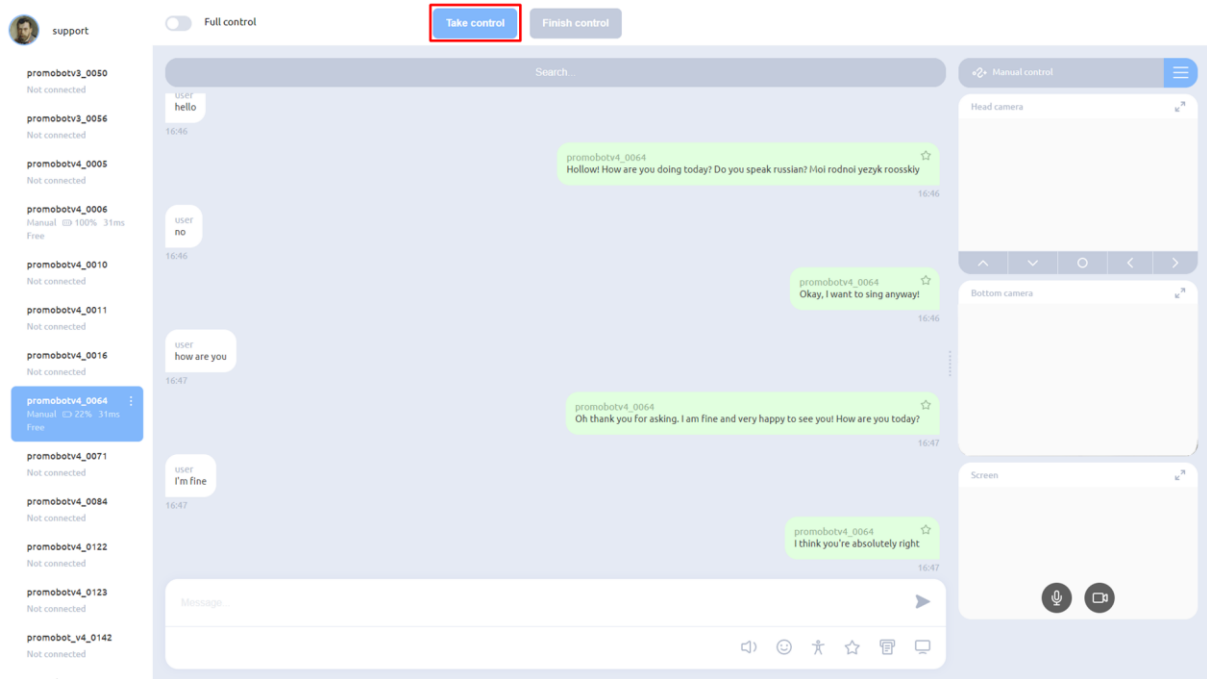 support
Full control
Take control
Finish control
promobotv3_0050
Not connected
promobotv3_0056
Not connected
promobotv4_0005
Not connected
promobotv4_0006
Manual 100% 31ms
Free
promobotv4_0010
Not connected
promobotv4_0011
Not connected
promobotv4_0016
Not connected
promobotv4_0064
Manual 22% 31ms
Free
promobotv4_0071
Not connected
promobotv4_0084
Not connected
promobotv4_0122
Not connected
promobotv4_0123
Not connected
promobot_v4_0142
Not connected
Search...
user
hello
16:46
promobotv4_0064
Hollow! How are you doing today? Do you speak russian? Moi rodnoi yezyk roosskiy
16:46
user
no
16:46
promobotv4_0064
Okay, I want to sing anyway!
16:46
user
how are you
16:47
promobotv4_0064
Oh thank you for asking. I am fine and very happy to see you! How are you today?
16:47
user
I'm fine
16:47
promobotv4_0064
I think you're absolutely right
16:47
Message...
Manual control
Head camera
Bottom camera
Screen